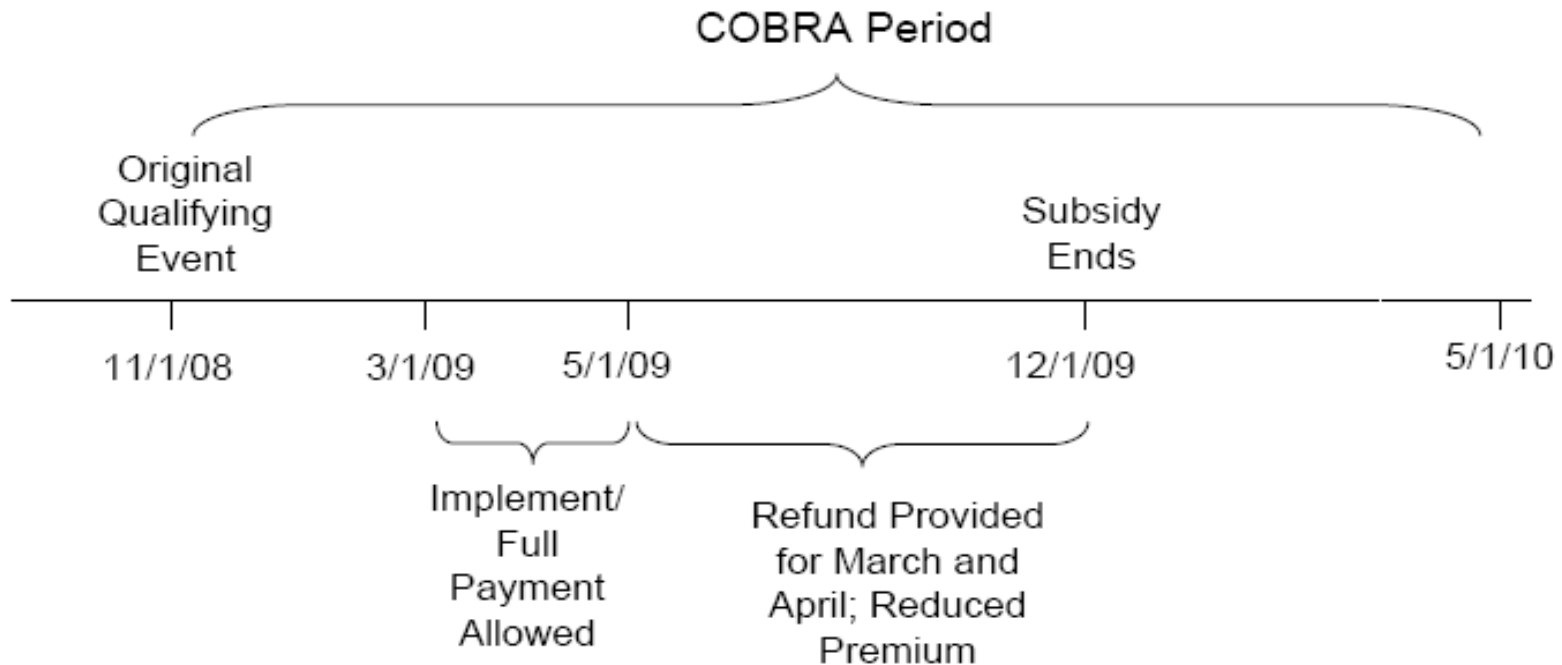 COBRA Period
Original
Qualifying
Event
Subsidy
Ends
11/1/08
3/1/09
5/1/09
12/1/09
5/1/10
Implement/
Full
Payment
Allowed
Refund Provided
for March and
April; Reduced
Premium